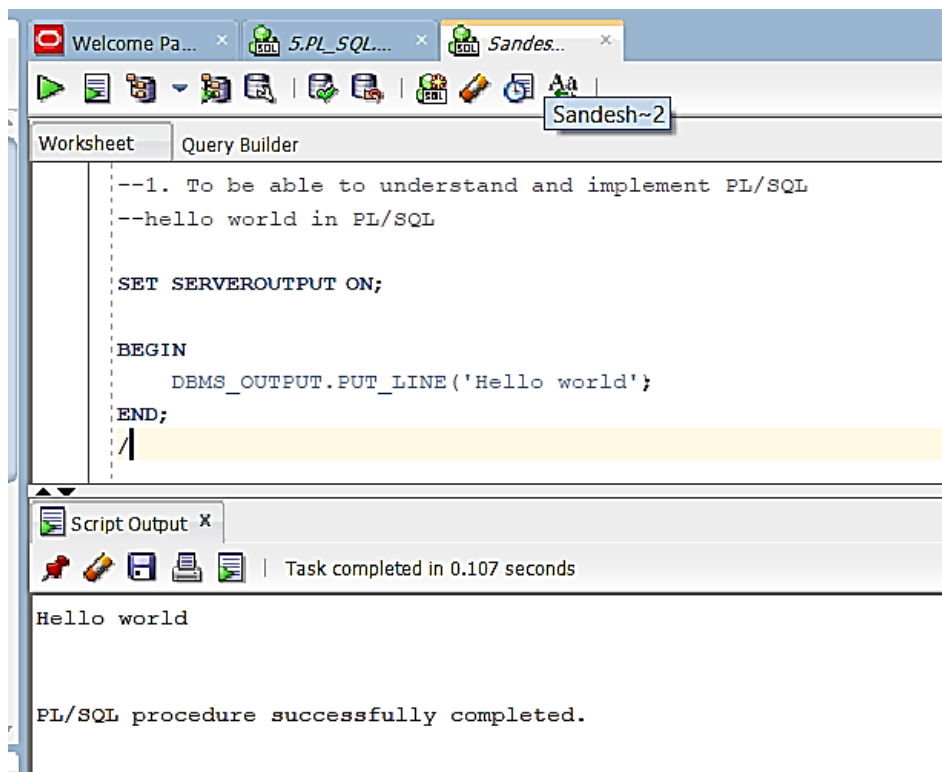 Welcome Pa...
5.PL_SQL....
Sandes...
Sandesh~2
Worksheet
Query Builder
--1. To be able to understand and implement PL/SQL
--hello world in PL/SQL
SET SERVEROUTPUT ON;
BEGIN
DBMS_OUTPUT.PUT_LINE('Hello world');
END;
/
Script Output
Task completed in 0.107 seconds
Hello world
PL/SQL procedure successfully completed.